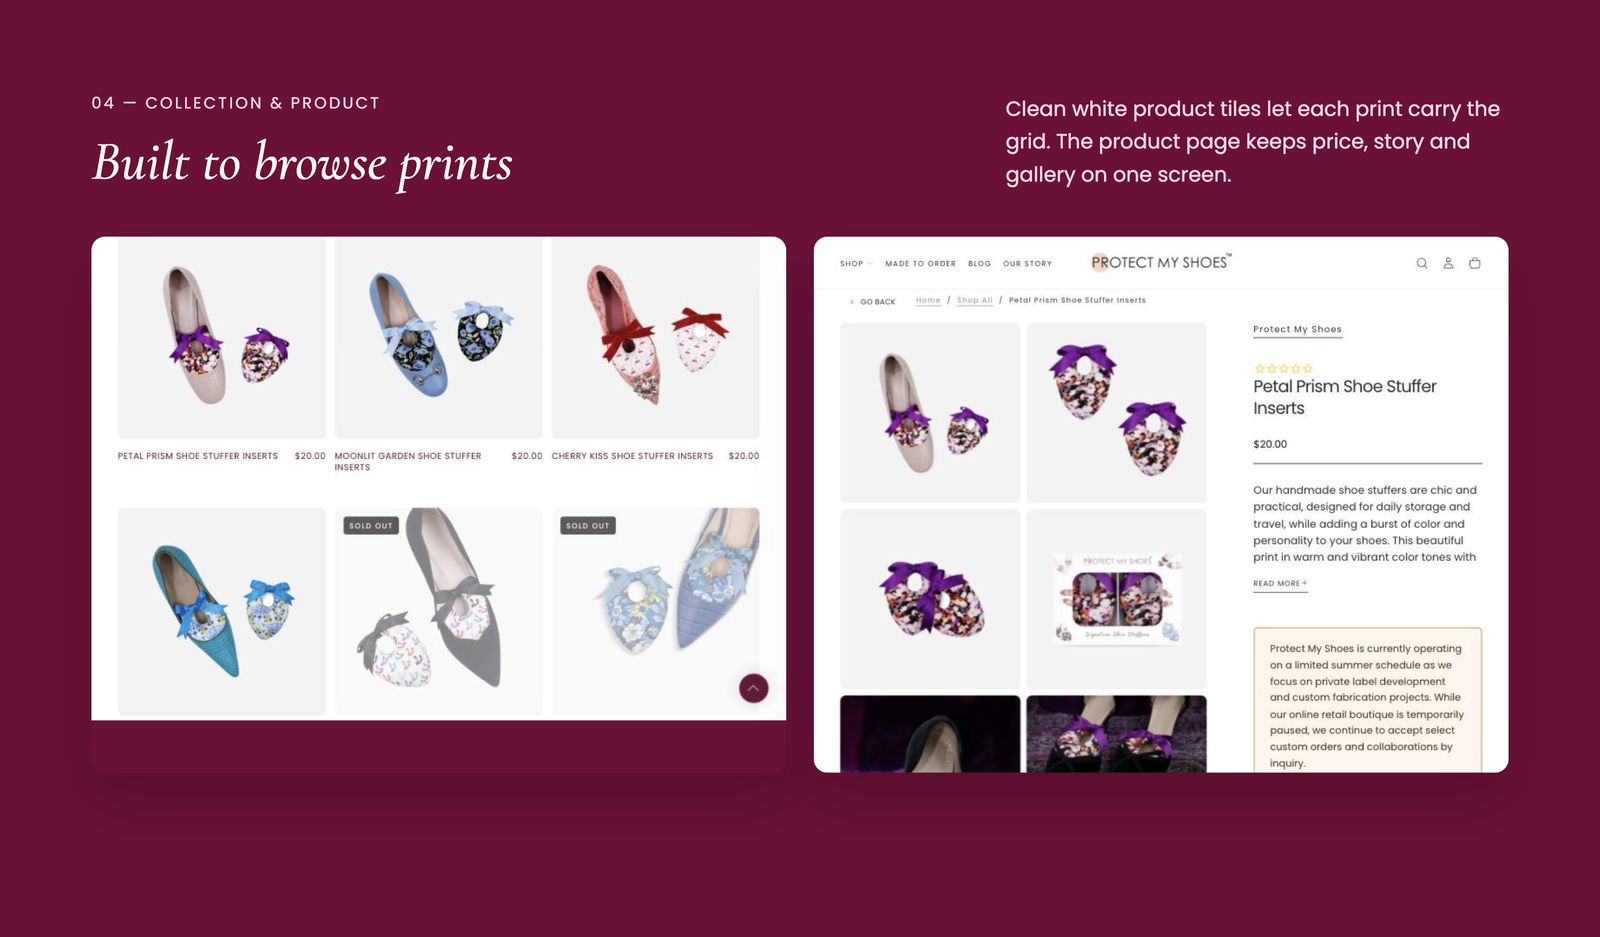 04 — COLLECTION & PRODUCT
Built to browse prints
Clean white product tiles let each print carry the
grid. The product page keeps price, story and
gallery on one screen.
PETAL PRISM SHOE STUFFER INSERTS $20.00
MOONLIT GARDEN SHOE STUFFER
INSERTS
$20.00
CHERRY KISS SHOE STUFFER INSERTS $20.00
SOLD OUT
SOLD OUT
SHOP MADE TO ORDER BLOG OUR STORY
PROTECT MY SHOES™
GO BACK
Home / Shop All / Petal Prism Shoe Stuffer Inserts
PROTECT MY SHOES
Signature Shoe Stuffers
Protect My Shoes
Petal Prism Shoe Stuffer
Inserts
$20.00
Our handmade shoe stuffers are chic and
practical, designed for daily storage and
travel, while adding a burst of color and
personality to your shoes. This beautiful
print in warm and vibrant color tones with
READ MORE +
Protect My Shoes is currently operating
on a limited summer schedule as we
focus on private label development
and custom fabrication projects. While
our online retail boutique is temporarily
paused, we continue to accept select
custom orders and collaborations by
inquiry.